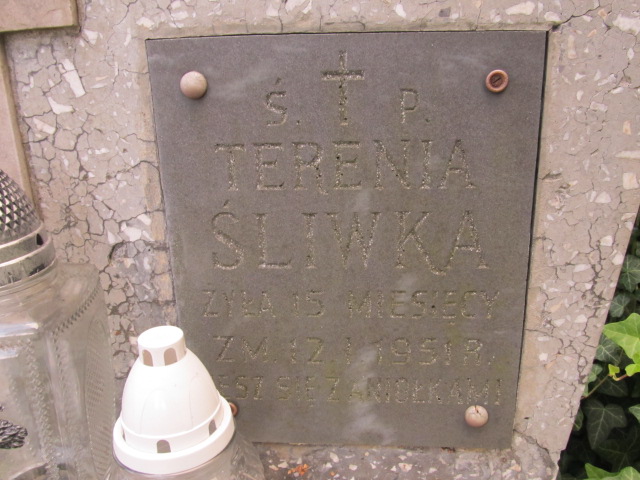 Ś. P.
TERENIA
ŚLIWKA
ŻYŁA 15 MIESIĘCY
ZM. 12.I.1951 R.
ESZ SIĘ Z ANIOŁKAMI